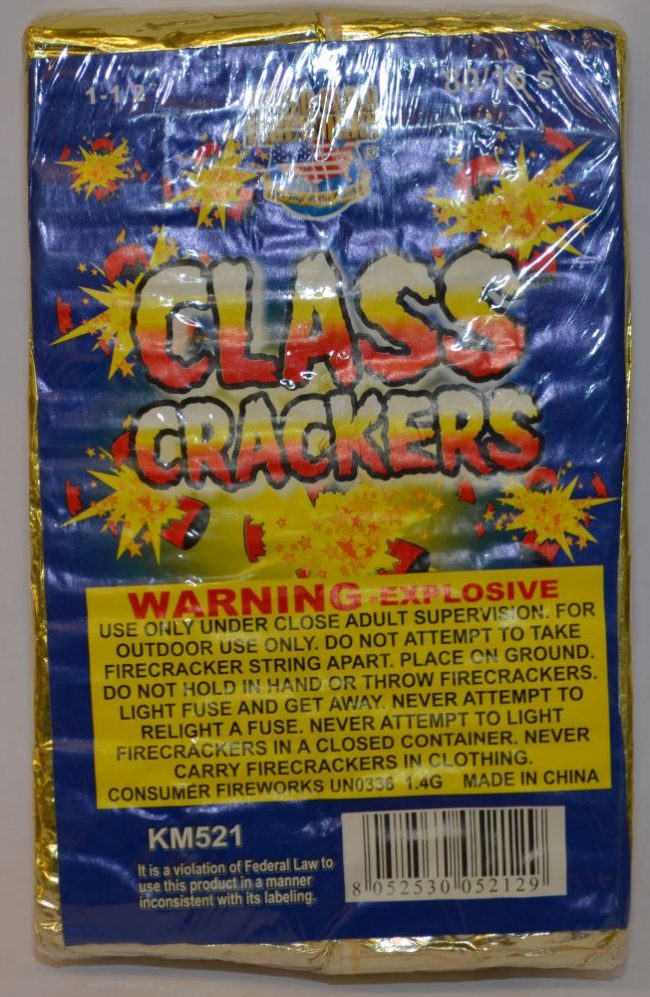 1-1/2"
80/16's
CLASS
CRACKERS
WARNING-EXPLOSIVE
USE ONLY UNDER CLOSE ADULT SUPERVISION. FOR
OUTDOOR USE ONLY. DO NOT ATTEMPT TO TAKE
FIRECRACKER STRING APART. PLACE ON GROUND.
DO NOT HOLD IN HAND OR THROW FIRECRACKERS.
LIGHT FUSE AND GET AWAY. NEVER ATTEMPT TO
RELIGHT A FUSE. NEVER ATTEMPT TO LIGHT
FIRECRACKERS IN A CLOSED CONTAINER. NEVER
CARRY FIRECRACKERS IN CLOTHING.
CONSUMER FIREWORKS UN0336 1.4G MADE IN CHINA
KM521
It is a violation of Federal Law to
use this product in a manner
inconsistent with its labeling.
8 052530 052129